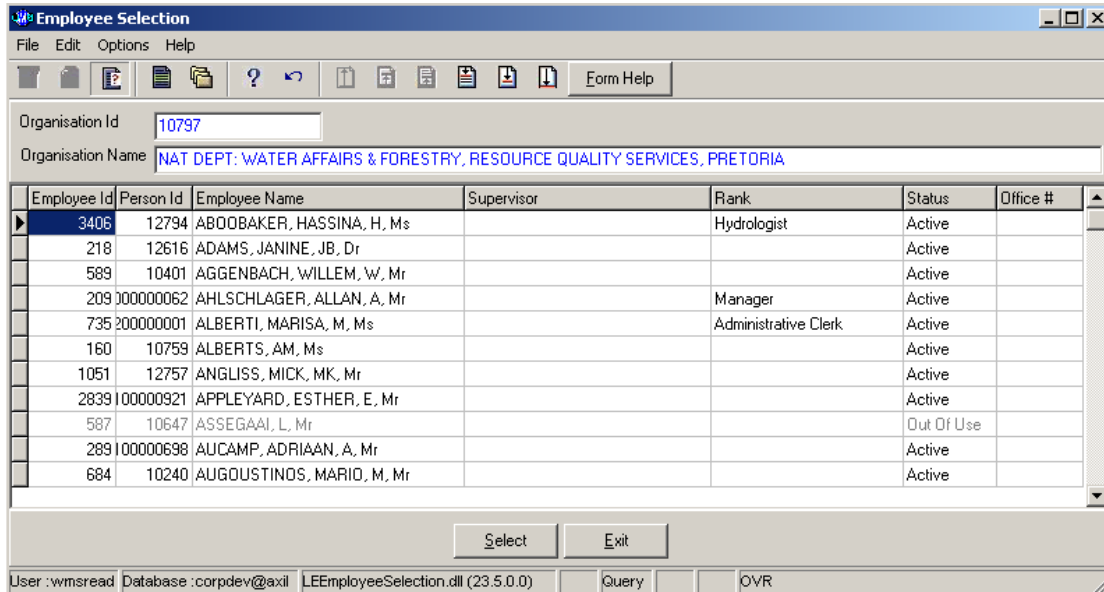 Employee Selection
File Edit Options Help
? Form Help
Organisation Id 10797
Organisation Name NAT DEPT: WATER AFFAIRS & FORESTRY, RESOURCE QUALITY SERVICES, PRETORIA
Employee Id Person Id Employee Name Supervisor Rank Status Office #
3406 12794 ABOOBAKER, HASSINA, H, Ms Hydrologist Active
218 12616 ADAMS, JANINE, JB, Dr Active
589 10401 AGGENBACH, WILLEM, W, Mr Active
209 000000062 AHLSCHLAGER, ALLAN, A, Mr Manager Active
735 200000001 ALBERTI, MARISA, M, Ms Administrative Clerk Active
160 10759 ALBERTS, AM, Ms Active
1051 12757 ANGLISS, MICK, MK, Mr Active
2839 100000921 APPLEYARD, ESTHER, E, Mr Active
587 10647 ASSEGAAI, L, Mr Out Of Use
289 100000698 AUCAMP, ADRIAAN, A, Mr Active
684 10240 AUGOUSTINOS, MARIO, M, Mr Active
Select Exit
User :wmsread Database :corpdev@axil LEEmployeeSelection.dll (23.5.0.0) Query OVR